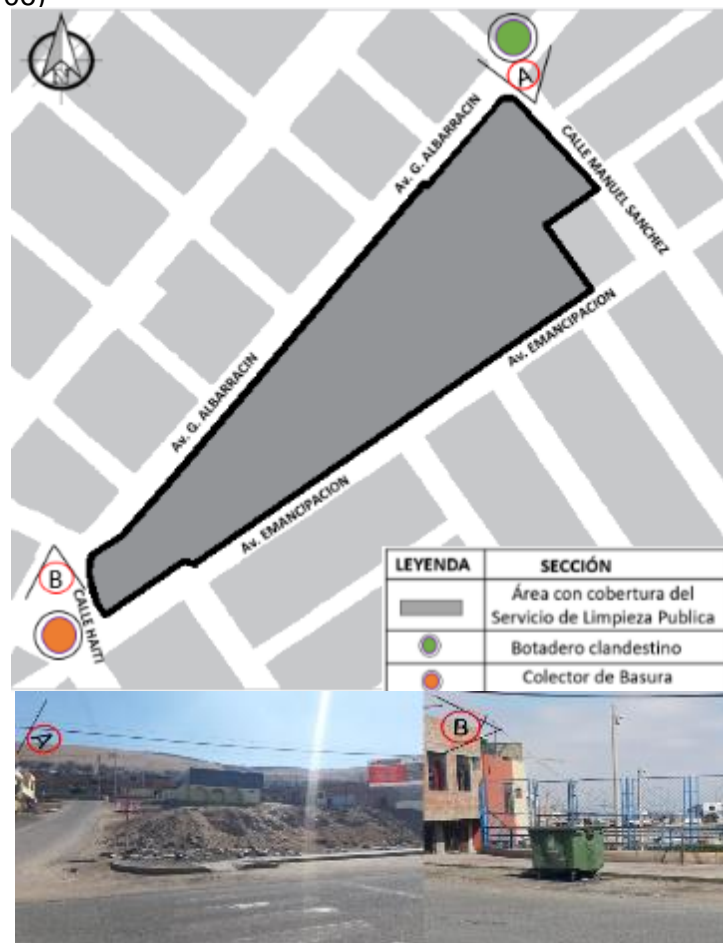 N
A
Av. G. ALBARRACIN
CALLE MANUEL SANCHEZ
Av. EMANCIPACION
Av. G. ALBARRACIN
Av. EMANCIPACION
B
CALLE HAITI
LEYENDA SECCIÓN
Área con cobertura del
Servicio de Limpieza Publica
Botadero clandestino
Colector de Basura
A
B